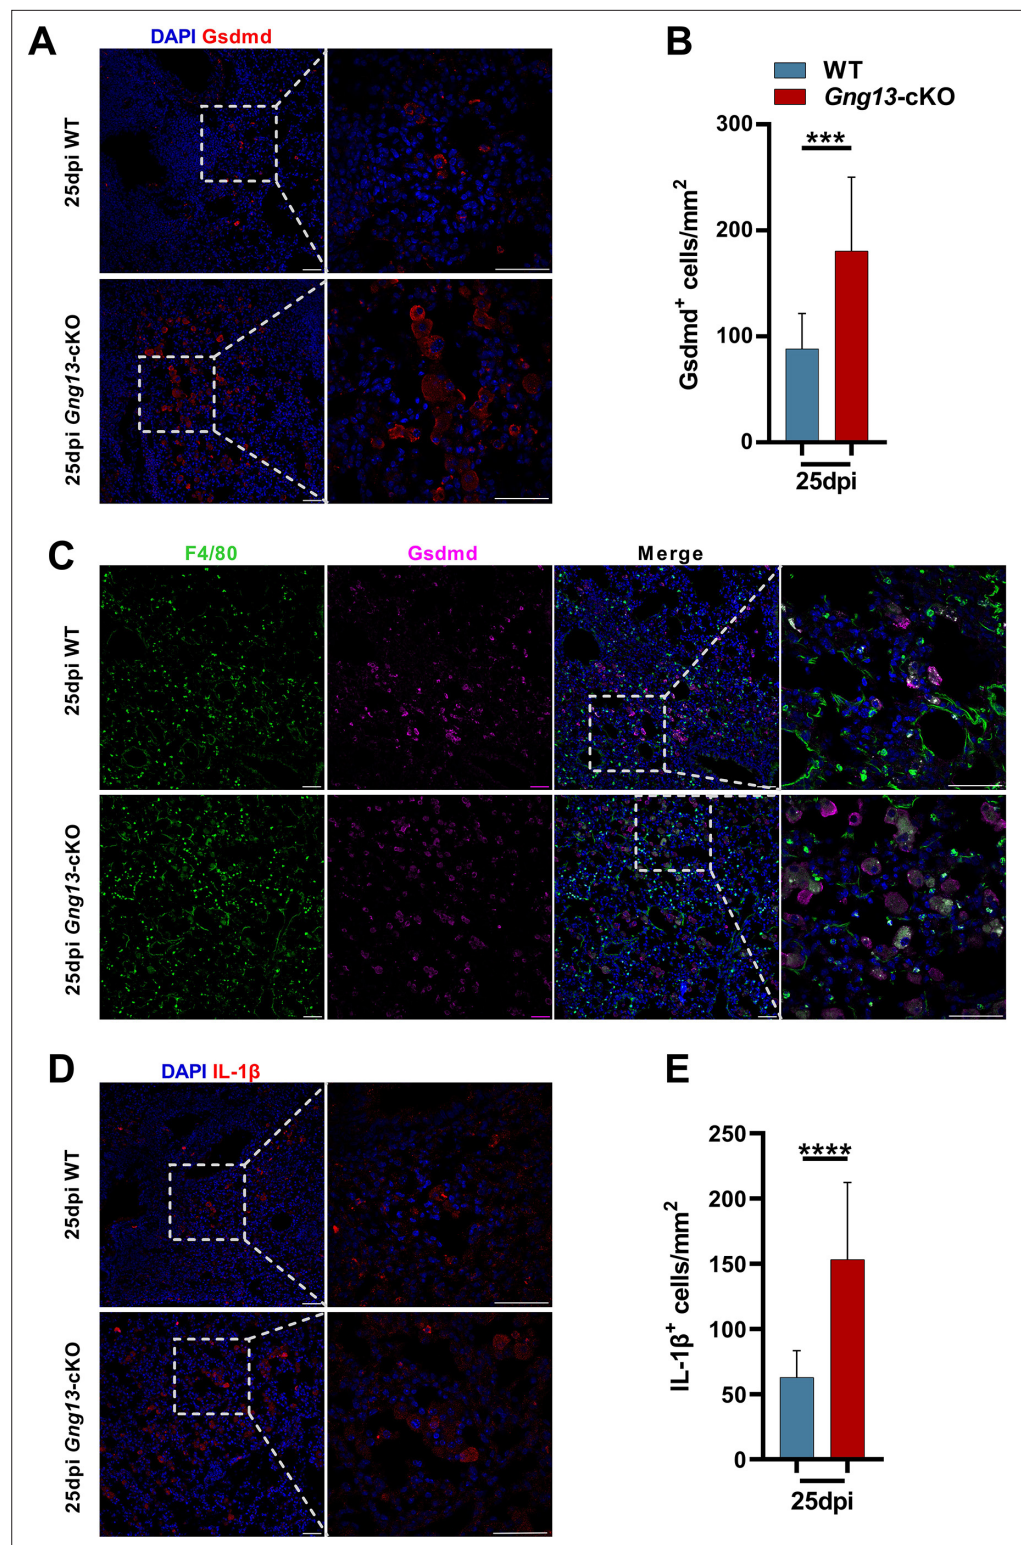 A
DAPI Gsdmd
25dpi WT
25dpi Gng13-cKO
B
WT
Gng13-cKO
300
200
100
0
Gsdmd+ cells/mm2
***
25dpi
C
F4/80
Gsdmd
Merge
25dpi WT
25dpi Gng13-cKO
D
DAPI IL-1β
25dpi WT
25dpi Gng13-cKO
E
250
200
150
100
50
0
IL-1β+ cells/mm2
****
25dpi